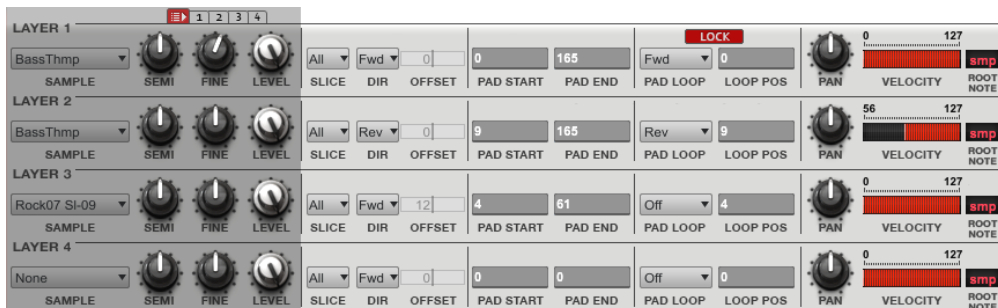 1 2 3 4
LAYER 1
LOCK
0 127
BassThmp All Fwd 0 0 165 Fwd 0 smp
SAMPLE SEMI FINE LEVEL SLICE DIR OFFSET PAD START PAD END PAD LOOP LOOP POS PAN VELOCITY ROOT NOTE
LAYER 2
56 127
BassThmp All Rev 0 9 165 Rev 9 smp
SAMPLE SEMI FINE LEVEL SLICE DIR OFFSET PAD START PAD END PAD LOOP LOOP POS PAN VELOCITY ROOT NOTE
LAYER 3
0 127
Rock07 SI-09 All Fwd 12 4 61 Off 4 smp
SAMPLE SEMI FINE LEVEL SLICE DIR OFFSET PAD START PAD END PAD LOOP LOOP POS PAN VELOCITY ROOT NOTE
LAYER 4
0 127
None All Fwd 0 0 0 Off 0 smp
SAMPLE SEMI FINE LEVEL SLICE DIR OFFSET PAD START PAD END PAD LOOP LOOP POS PAN VELOCITY ROOT NOTE